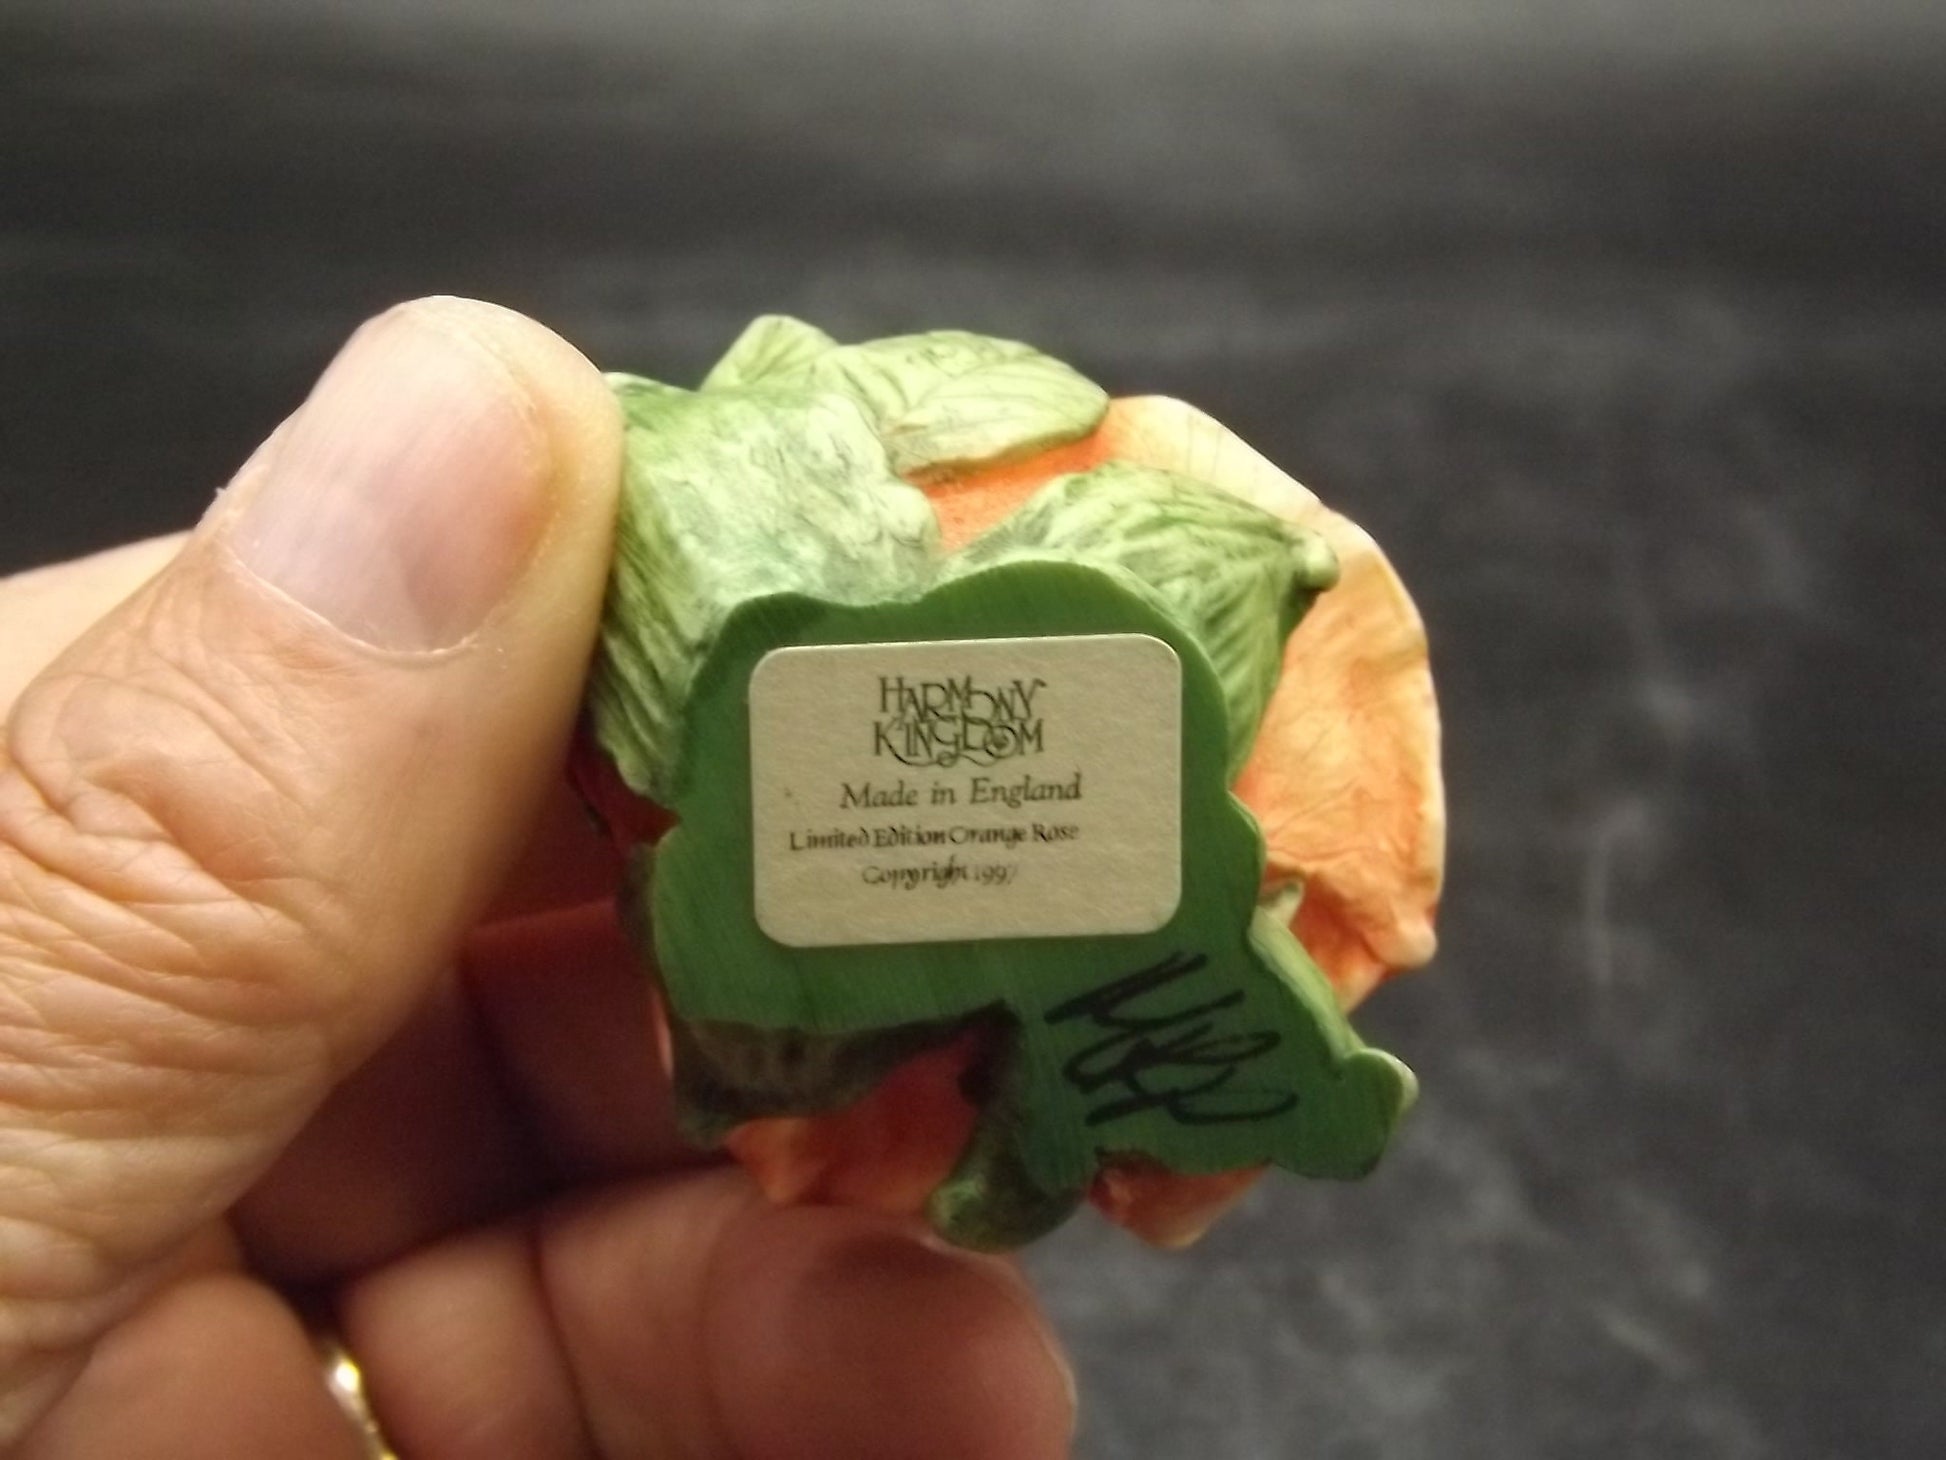 HARMONY
KINGDOM
Made in England
Limited Edition Orange Rose
Copyright 1997